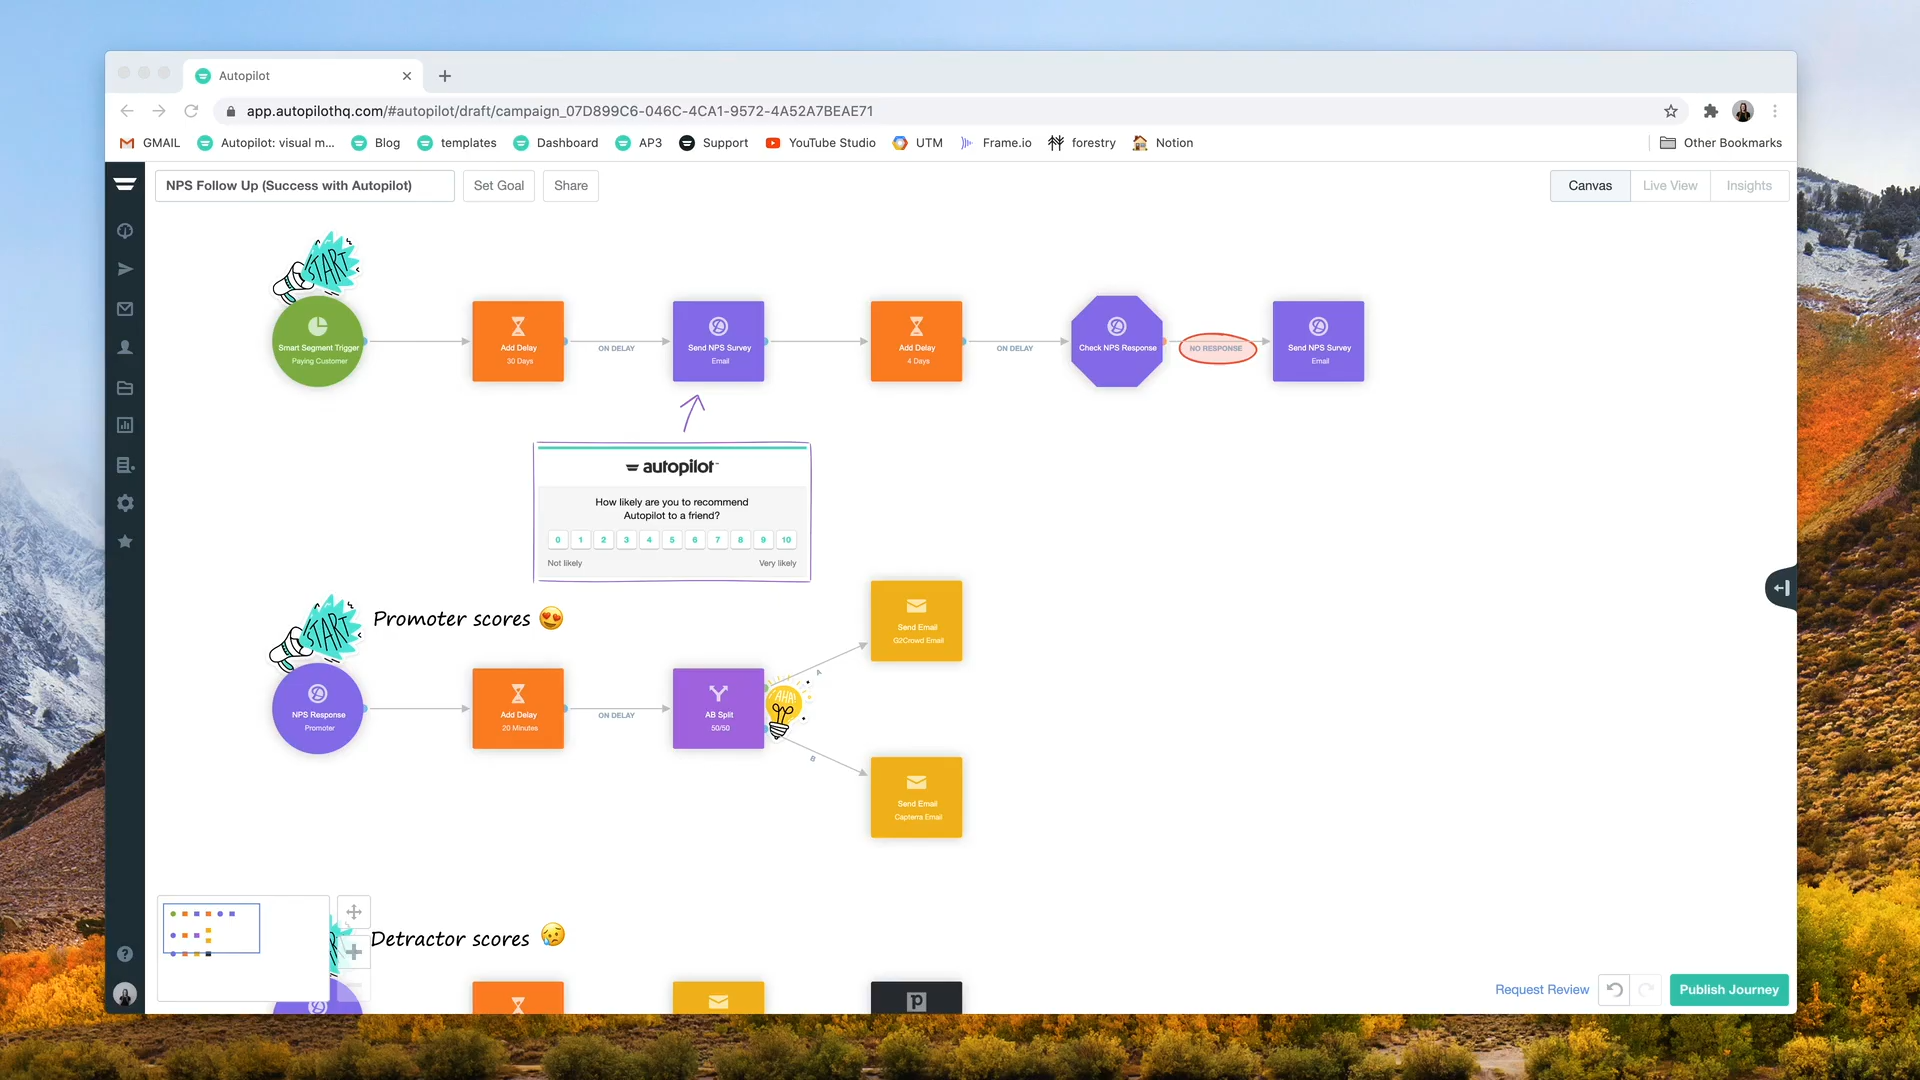 Autopilot
app.autopilothq.com/#autopilot/draft/campaign_07D899C6-046C-4CA1-9572-4A52A7BEAE71
GMAIL Autopilot: visual m... Blog templates Dashboard AP3 Support YouTube Studio UTM Frame.io forestry Notion Other Bookmarks
NPS Follow Up (Success with Autopilot) Set Goal Share Canvas Live View Insights
START
Smart Segment Trigger
Paying Customer
Add Delay
30 Days
ON DELAY
Send NPS Survey
Email
Add Delay
4 Days
ON DELAY
Check NPS Response
NO RESPONSE
Send NPS Survey
Email
autopilot
How likely are you to recommend
Autopilot to a friend?
0 1 2 3 4 5 6 7 8 9 10
Not likely Very likely
START
Promoter scores
NPS Response
Promoter
Add Delay
20 Minutes
ON DELAY
AB Split
50/50
AHA!
A
B
Send Email
G2Crowd Email
Send Email
Capterra Email
Detractor scores
Request Review Publish Journey